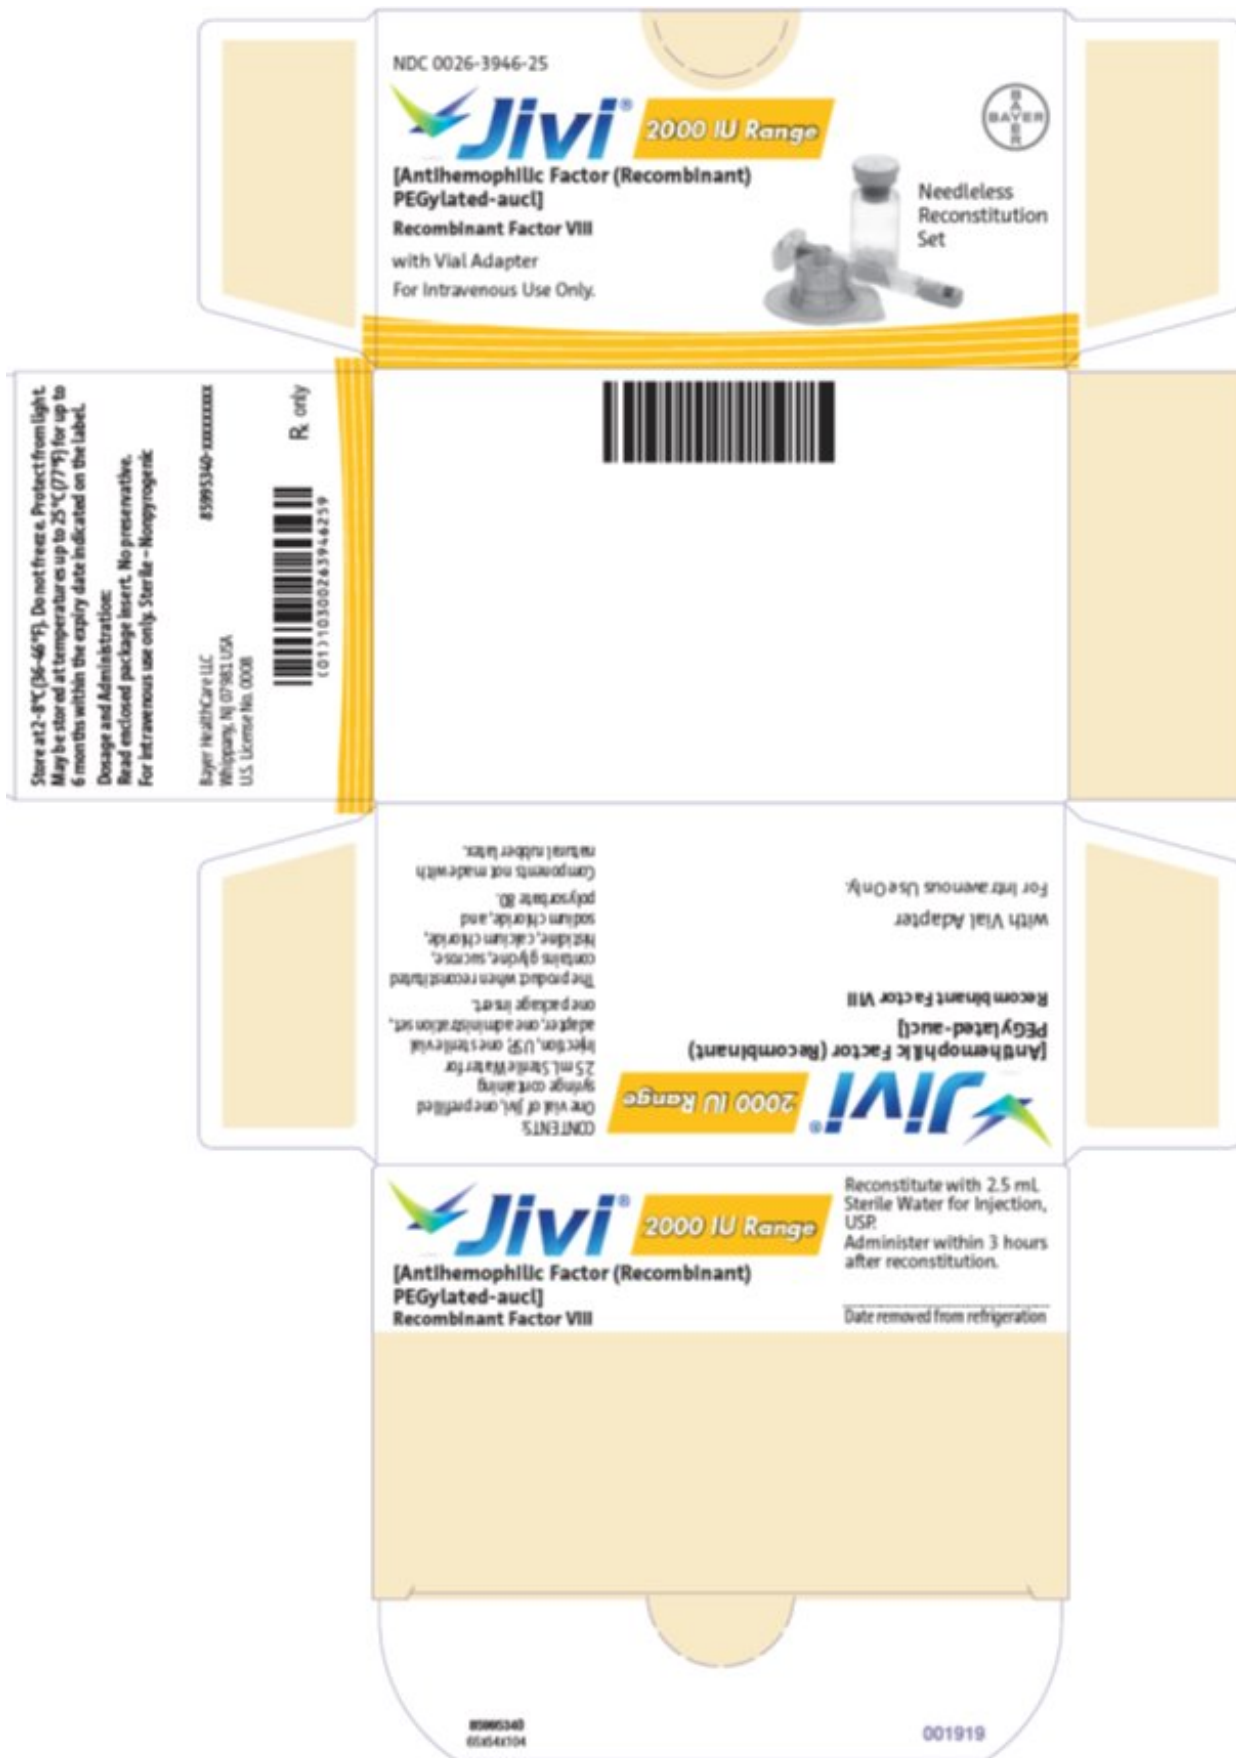 NDC 0026-3946-25
Jivi® 2000 IU Range
BAYER
BAYER
[Antihemophilic Factor (Recombinant)
PEGylated-aucl]
Recombinant Factor VIII
with Vial Adapter
For Intravenous Use Only.
Needleless
Reconstitution
Set
Store at 2-8°C (36-46°F). Do not freeze. Protect from light.
May be stored at temperatures up to 25°C (77°F) for up to
6 months within the expiry date indicated on the label.
Dosage and Administration:
Read enclosed package insert. No preservative.
For intravenous use only. Sterile – Nonpyrogenic
Bayer HealthCare LLC
Whippany, NJ 07981 USA
U.S. License No. 0008
85995340-xxxxxxxxx
(01)10300263946259
Rx only
Jivi® 2000 IU Range
[Antihemophilic Factor (Recombinant)
PEGylated-aucl]
Recombinant Factor VIII
with Vial Adapter
For Intravenous Use Only.
CONTENTS:
One vial of Jivi, one prefilled
syringe containing
2.5 mL Sterile Water for
Injection, USP, one sterile vial
adapter, one administration set,
one package insert.
The product when reconstituted
contains glycine, sucrose,
histidine, calcium chloride,
sodium chloride, and
polysorbate 80.
Components not made with
natural rubber latex.
Jivi® 2000 IU Range
[Antihemophilic Factor (Recombinant)
PEGylated-aucl]
Recombinant Factor VIII
Reconstitute with 2.5 mL
Sterile Water for Injection,
USP.
Administer within 3 hours
after reconstitution.
Date removed from refrigeration
85995340
65x54x104
001919